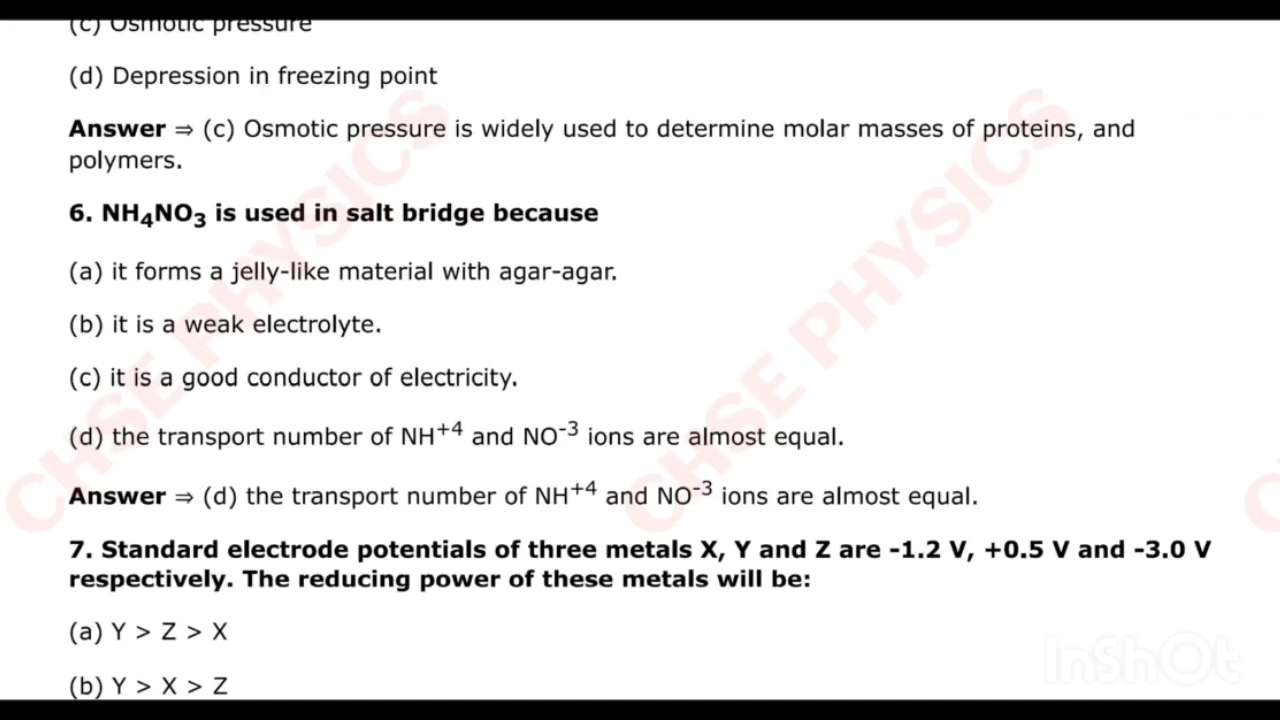 (c) Osmotic pressure
(d) Depression in freezing point
Answer ⇒ (c) Osmotic pressure is widely used to determine molar masses of proteins, and
polymers.
6. NH₄NO₃ is used in salt bridge because
(a) it forms a jelly-like material with agar-agar.
(b) it is a weak electrolyte.
(c) it is a good conductor of electricity.
(d) the transport number of NH⁺⁴ and NO⁻³ ions are almost equal.
Answer ⇒ (d) the transport number of NH⁺⁴ and NO⁻³ ions are almost equal.
7. Standard electrode potentials of three metals X, Y and Z are -1.2 V, +0.5 V and -3.0 V
respectively. The reducing power of these metals will be:
(a) Y > Z > X
(b) Y > X > Z
CHSE PHYSICS
CHSE PHYSICS
C
InShOt